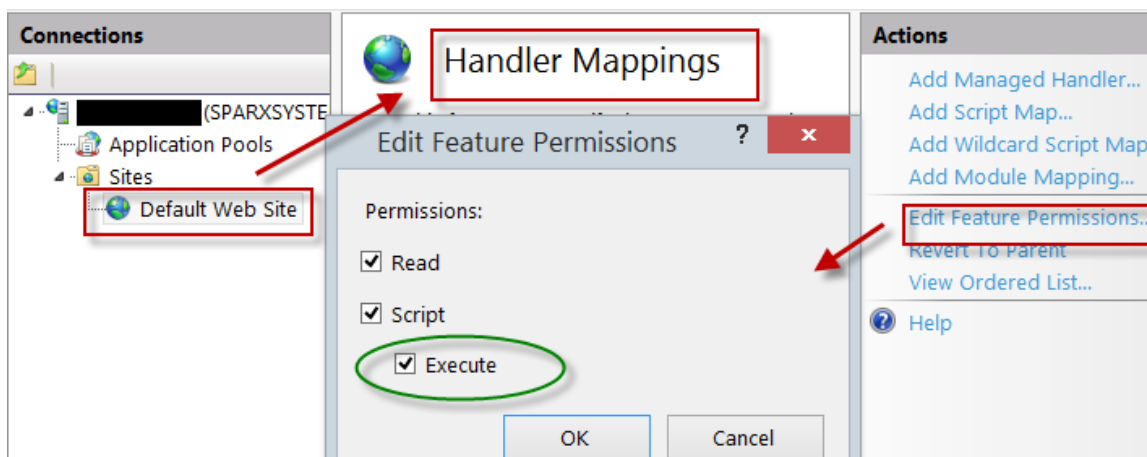 Connections
(SPARXSYSTE
Application Pools
Sites
Default Web Site
Handler Mappings
Edit Feature Permissions ? x
Permissions:
Read
Script
Execute
OK Cancel
Actions
Add Managed Handler...
Add Script Map...
Add Wildcard Script Map
Add Module Mapping...
Edit Feature Permissions..
Revert To Parent
View Ordered List...
Help